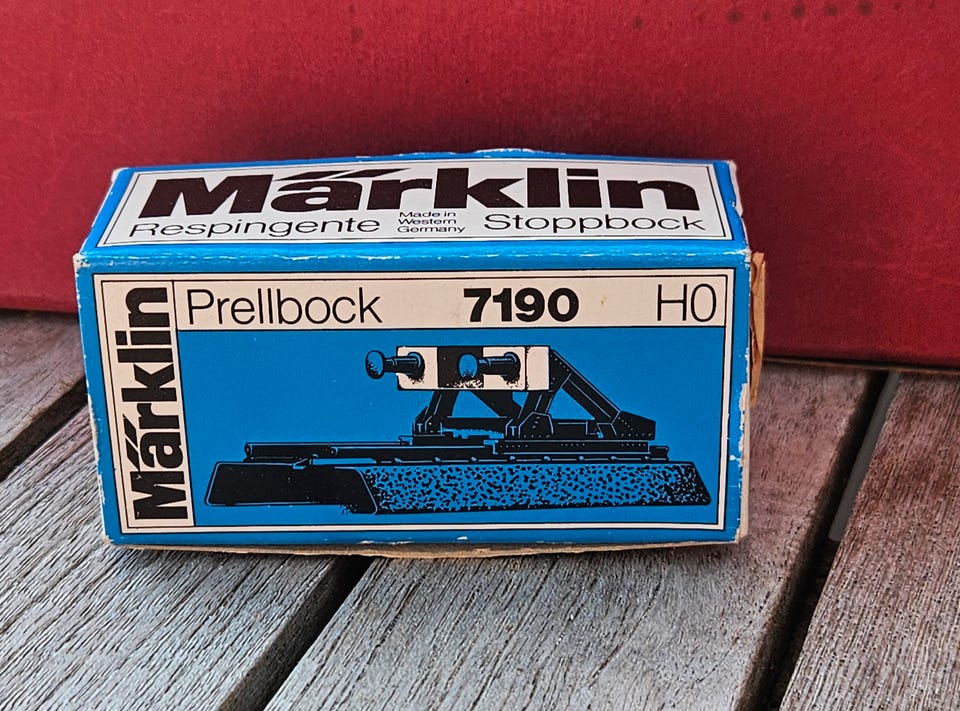 Märklin
Respingente Made in Western Germany Stoppbock
Prellbock 7190 H0
Märklin